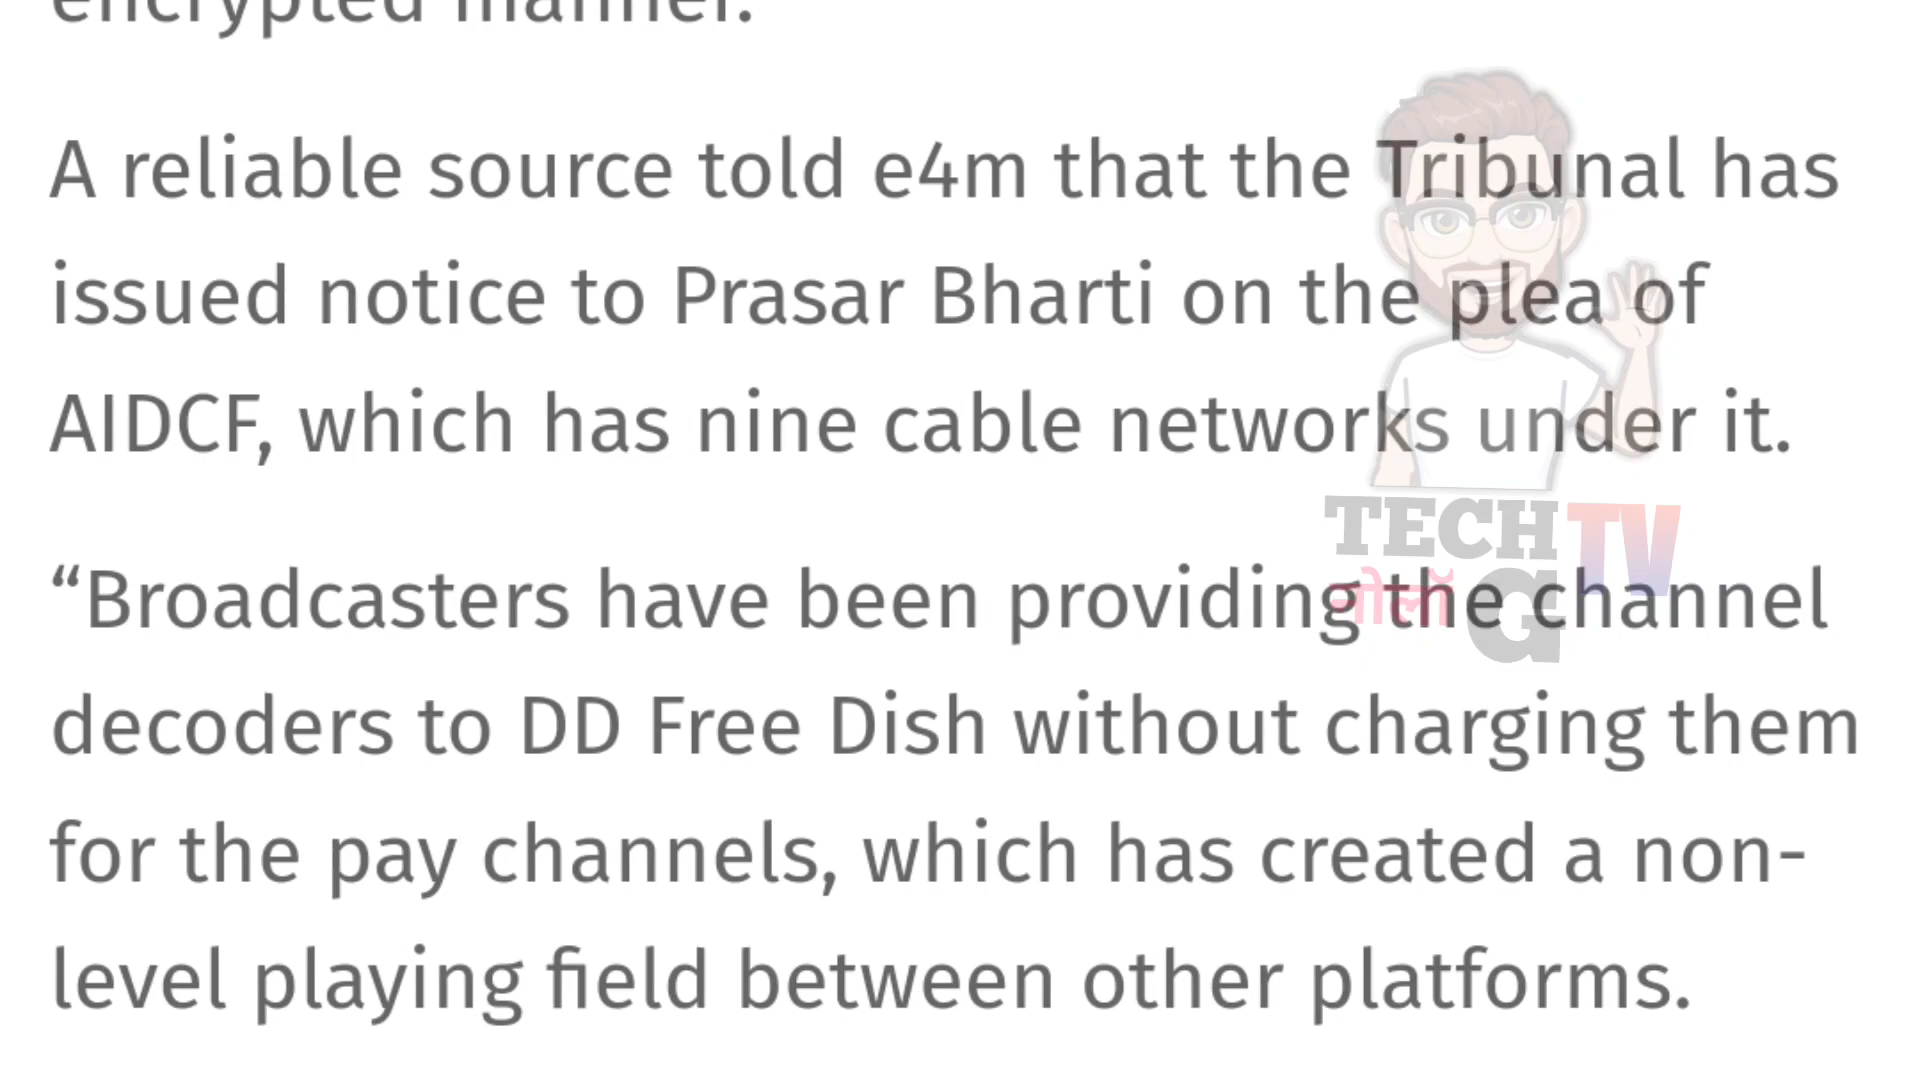 encrypted manner.
A reliable source told e4m that the Tribunal has
issued notice to Prasar Bharti on the plea of
AIDCF, which has nine cable networks under it.
“Broadcasters have been providing the channel
decoders to DD Free Dish without charging them
for the pay channels, which has created a non-
level playing field between other platforms.
TECH TV
G